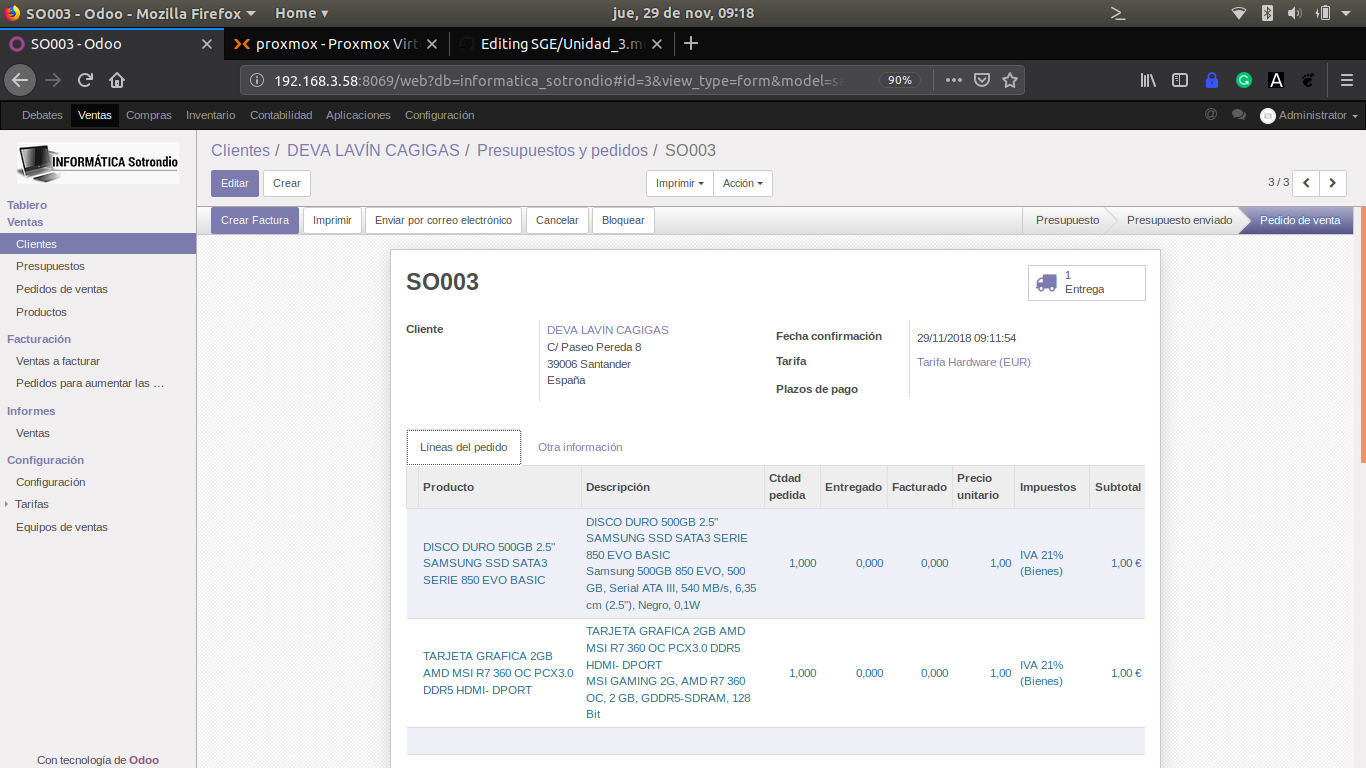 SO003 - Odoo - Mozilla Firefox
Home
jue, 29 de nov, 09:18
SO003 - Odoo
proxmox - Proxmox Virt
Editing SGE/Unidad_3.m
192.168.3.58:8069/web?db=informatica_sotrondio#id=3&view_type=form&model=s
90%
Debates
Ventas
Compras
Inventario
Contabilidad
Aplicaciones
Configuración
Administrator
INFORMÁTICA Sotrondio
Clientes / DEVA LAVÍN CAGIGAS / Presupuestos y pedidos / SO003
Editar
Crear
Imprimir
Acción
3 / 3
Tablero
Ventas
Clientes
Presupuestos
Pedidos de ventas
Productos
Facturación
Ventas a facturar
Pedidos para aumentar las ...
Informes
Ventas
Configuración
Configuración
Tarifas
Equipos de ventas
Con tecnología de Odoo
Crear Factura
Imprimir
Enviar por correo electrónico
Cancelar
Bloquear
Presupuesto
Presupuesto enviado
Pedido de venta
SO003
1
Entrega
Cliente
DEVA LAVÍN CAGIGAS
C/ Paseo Pereda 8
39006 Santander
España
Fecha confirmación
29/11/2018 09:11:54
Tarifa
Tarifa Hardware (EUR)
Plazos de pago
Líneas del pedido
Otra información
Producto
Descripción
Ctdad
pedida
Entregado
Facturado
Precio
unitario
Impuestos
Subtotal
DISCO DURO 500GB 2.5"
SAMSUNG SSD SATA3
SERIE 850 EVO BASIC
DISCO DURO 500GB 2.5"
SAMSUNG SSD SATA3 SERIE
850 EVO BASIC
Samsung 500GB 850 EVO, 500
GB, Serial ATA III, 540 MB/s, 6,35
cm (2.5"), Negro, 0,1W
1,000
0,000
0,000
1,00
IVA 21%
(Bienes)
1,00 €
TARJETA GRAFICA 2GB
AMD MSI R7 360 OC PCX3.0
DDR5 HDMI- DPORT
TARJETA GRAFICA 2GB AMD
MSI R7 360 OC PCX3.0 DDR5
HDMI- DPORT
MSI GAMING 2G, AMD R7 360
OC, 2 GB, GDDR5-SDRAM, 128
Bit
1,000
0,000
0,000
1,00
IVA 21%
(Bienes)
1,00 €